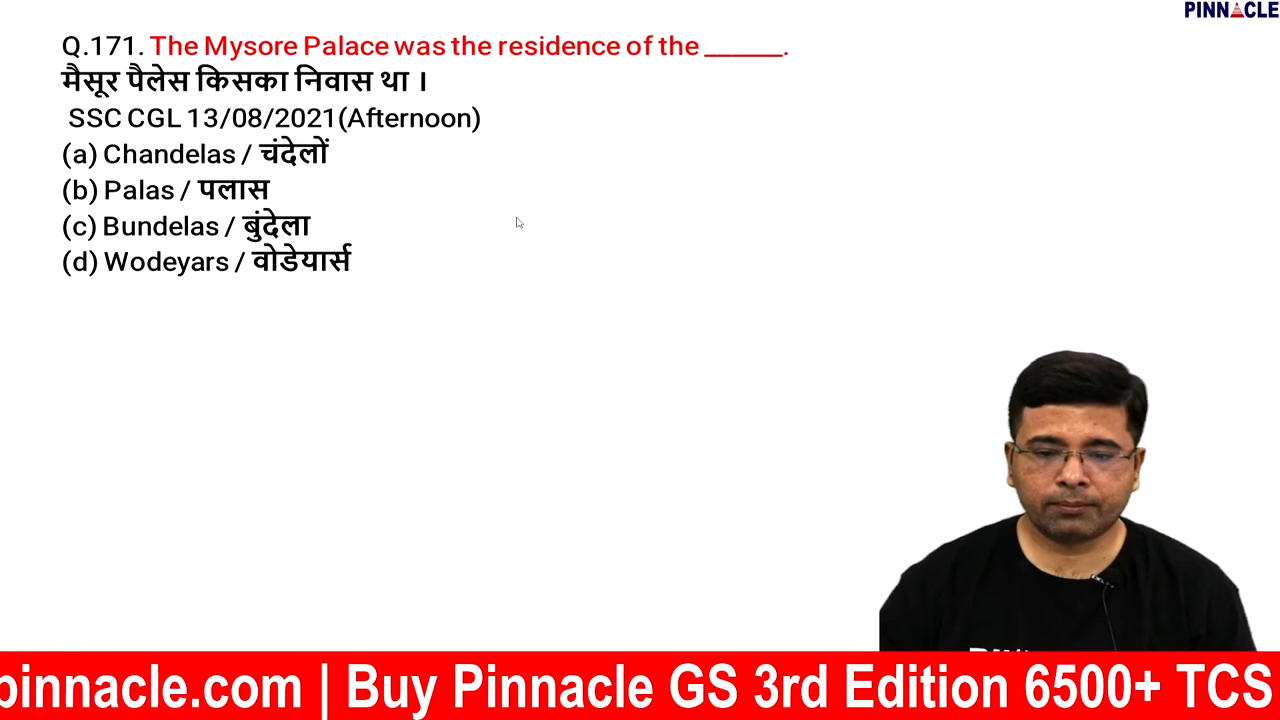 PINNACLE
Q.171. The Mysore Palace was the residence of the ______.
मैसूर पैलेस किसका निवास था ।
SSC CGL 13/08/2021(Afternoon)
(a) Chandelas / चंदेलों
(b) Palas / पलास
(c) Bundelas / बुंदेला
(d) Wodeyars / वोडेयार्स
pinnacle.com | Buy Pinnacle GS 3rd Edition 6500+ TCS